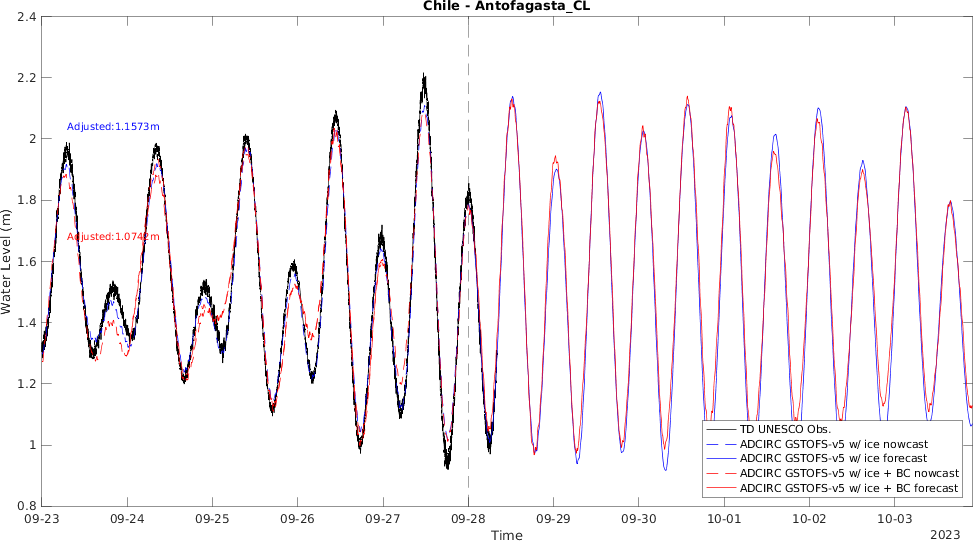 Chile - Antofagasta_CL
2.4
2.2
2
1.8
1.6
1.4
1.2
1
0.8
Water Level (m)
Adjusted:1.1573m
Adjusted:1.0742m
TD UNESCO Obs.
ADCIRC GSTOFS-v5 w/ ice nowcast
ADCIRC GSTOFS-v5 w/ ice forecast
ADCIRC GSTOFS-v5 w/ ice + BC nowcast
ADCIRC GSTOFS-v5 w/ ice + BC forecast
09-23 09-24 09-25 09-26 09-27 09-28 09-29 09-30 10-01 10-02 10-03
Time
2023